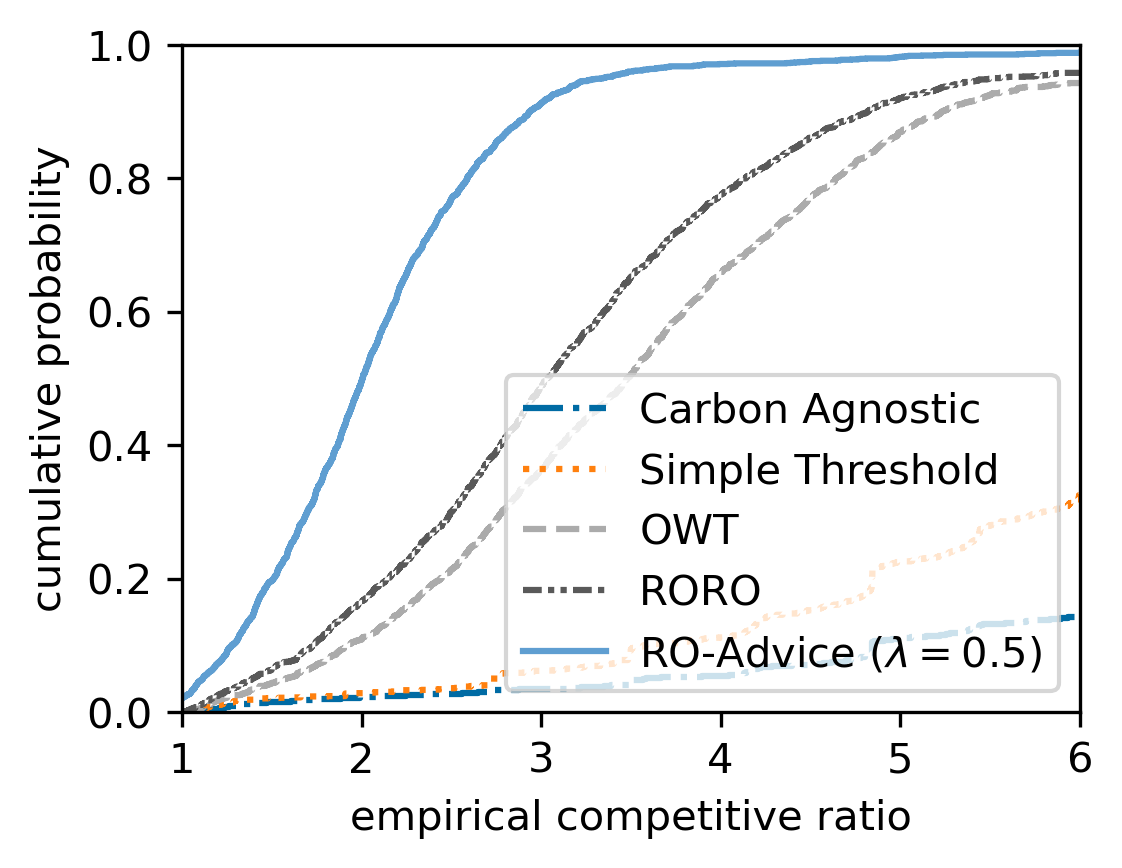 1.0
0.8
0.6
0.4
0.2
0.0
cumulative probability
Carbon Agnostic
Simple Threshold
OWT
RORO
RO-Advice (λ = 0.5)
1 2 3 4 5 6
empirical competitive ratio